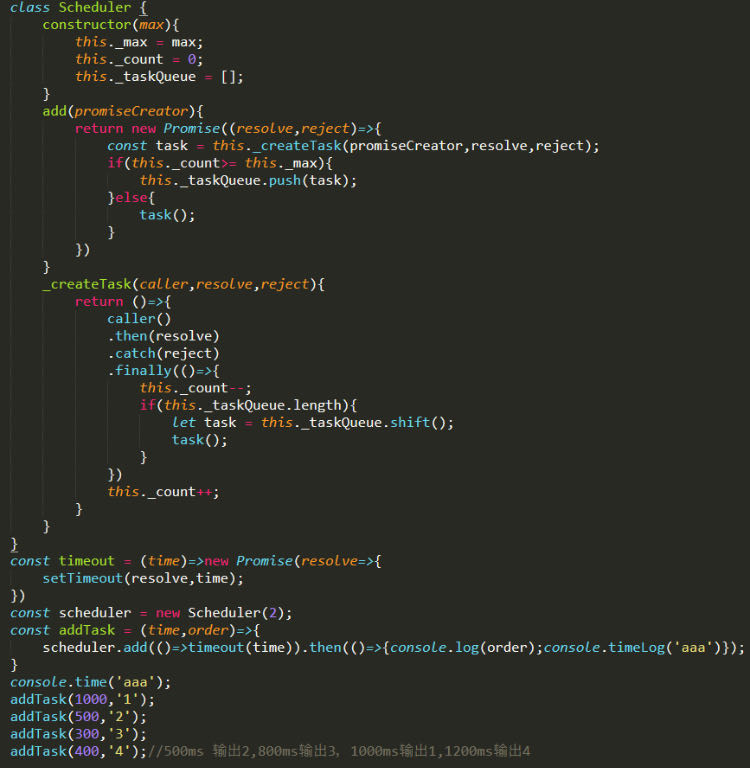 class Scheduler {
    constructor(max){
        this._max = max;
        this._count = 0;
        this._taskQueue = [];
    }
    add(promiseCreator){
        return new Promise((resolve,reject)=>{
            const task = this._createTask(promiseCreator,resolve,reject);
            if(this._count>= this._max){
                this._taskQueue.push(task);
            }else{
                task();
            }
        })
    }
    _createTask(caller,resolve,reject){
        return ()=>{
            caller()
            .then(resolve)
            .catch(reject)
            .finally(()=>{
                this._count--;
                if(this._taskQueue.length){
                    let task = this._taskQueue.shift();
                    task();
                }
            })
            this._count++;
        }
    }
}
const timeout = (time)=>new Promise(resolve=>{
    setTimeout(resolve,time);
})
const scheduler = new Scheduler(2);
const addTask = (time,order)=>{
    scheduler.add(()=>timeout(time)).then(()=>{console.log(order);console.timeLog('aaa')});
}
console.time('aaa');
addTask(1000,'1');
addTask(500,'2');
addTask(300,'3');
addTask(400,'4');//500ms 输出2,800ms输出3，1000ms输出1,1200ms输出4